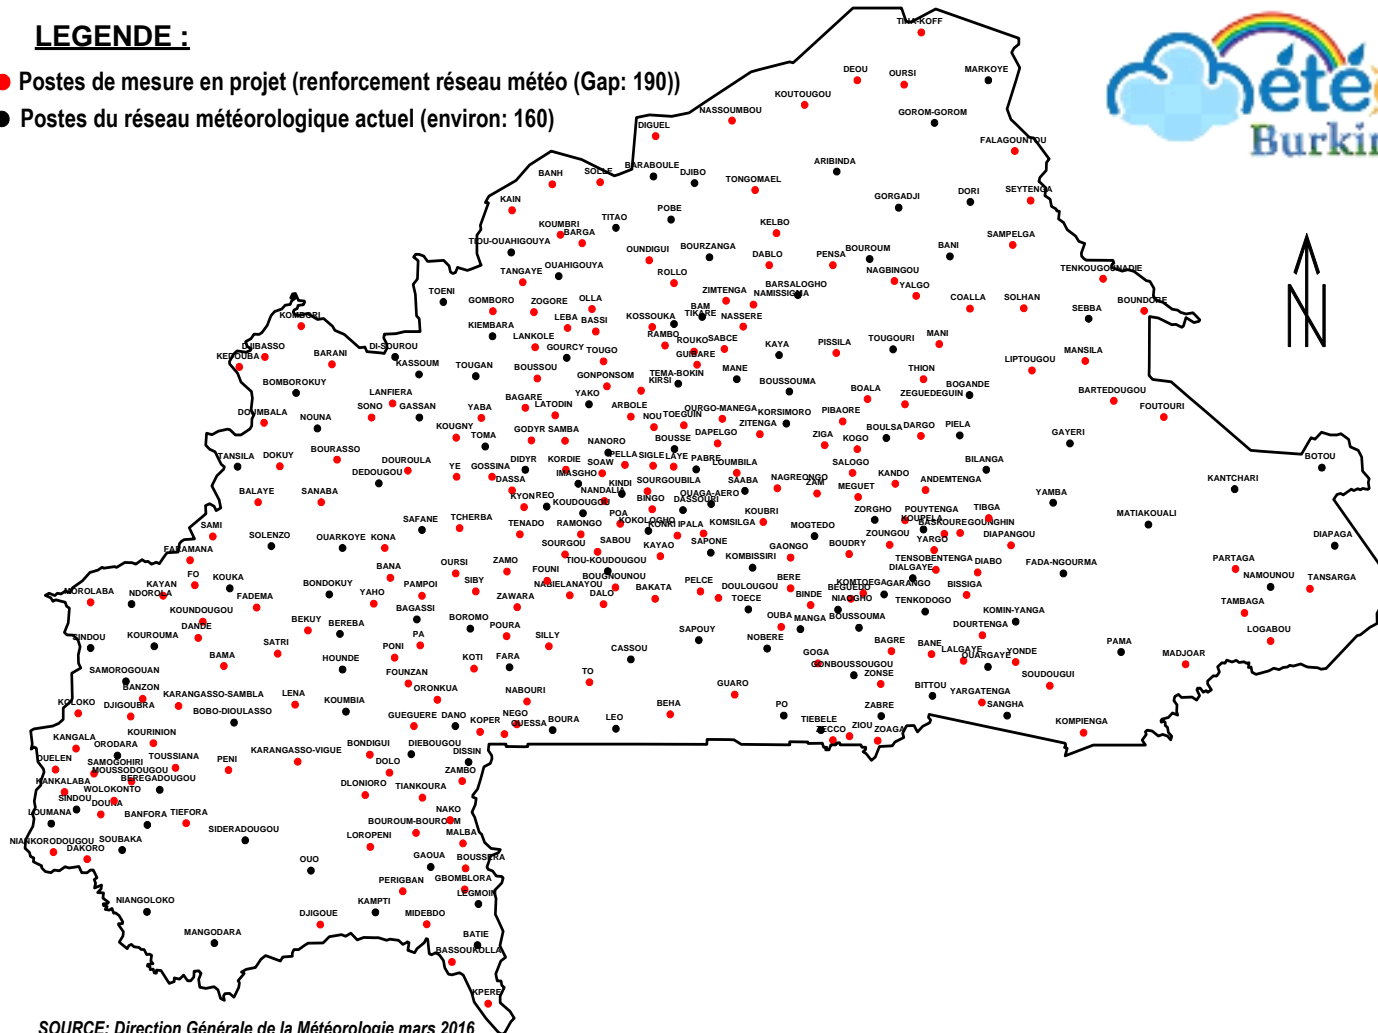 LEGENDE :
Postes de mesure en projet (renforcement réseau météo (Gap: 190))
Postes du réseau météorologique actuel (environ: 160)
été
Burkin
N
TINA-KOFF
DEOU
OURSI
MARKOYE
KOUTOUGOU
NASSOUMBOU
GOROM-GOROM
DIGUEL
FALAGOUNTOU
BANH
SOLLE
BARABOULE
DJIBO
ARIBINDA
TONGOMAEL
GORGADJI
DORI
SEYTENGA
KAIN
TITAO
POBE
KOUMBRI
BARGA
KELBO
SAMPELGA
TIOU-OUAHIGOUYA
OUNDIGUI
BOURZANGA
DABLO
PENSA
BOUROUM
BANI
OUAHIGOUYA
TANGAYE
ROLLO
NAGBINGOU
TENKOUGOUNADIE
TOENI
ZIMTENGA
BARSALOGHO
NAMISSIGMA
YALGO
GOMBORO
ZOGORE
OLLA
BAM
COALLA
SOLHAN
SEBBA
BOUNDORE
KOMBORI
KIEMBARA
LEBA
BASSI
KOSSOUKA
TIKARE
NASSERE
LANKOLE
RAMBO
ROUKO
SABCE
KAYA
PISSILA
TOUGOURI
MANI
DJIBASSO
KEDOUBA
BARANI
DI-SOUROU
KASSOUM
TOUGAN
BOUSSOU
GOURCY
TOUGO
GUIBARE
LIPTOUGOU
MANSILA
BOMBOROKUY
GONPONSOM
KIRSI
TEMA-BOKIN
MANE
BOUSSOUMA
THION
BOGANDE
BARTEDOUGOU
LANFIERA
SONO
GASSAN
YAKO
BOALA
ZEGUEDEGUIN
FOUTOURI
DOUMBALA
NOUNA
YABA
BAGARE
LATODIN
ARBOLE
NOU
TOEGUIN
OURGO-MANEGA
KORSIMORO
PIBAORE
KOUGNY
TOMA
GODYR
SAMBA
NANORO
BOUSSE
DAPELGO
ZITENGA
ZIGA
KOGO
BOULSA
DARGO
PIELA
GAYERI
TANSILA
DOKUY
BOURASSO
DEDOUGOU
DOUROULA
YE
GOSSINA
DIDYR
KORDIE
IMASGHO
SOAW
PELLA
SIGLE
LAYE
PABRE
LOUMBILA
SALOGO
BILANGA
BOTOU
KANTCHARI
BALAYE
SANABA
DASSA
KINDI
SOURGOUBILA
SAABA
NAGREONGO
ZAM
MEGUET
KANDO
ANDEMTENGA
YAMBA
KYON
REO
KOUDOUGOU
NANDALIA
BINGO
OUAGA-AERO
DASSOURI
SAMI
SAFANE
TCHERBA
TENADO
RAMONGO
POA
KOKOLOGHO
KONKI IPALA
KOMSILGA
KOUBRI
MOGTEDO
ZORGHO
POUYTENGA
KOUPELA
BASKOURE
GOUNGHIN
TIBGA
MATIAKOUALI
SOLENZO
OUARKOYE
KONA
SOURGOU
SABOU
KAYAO
SAPONE
KOMBISSIRI
GAONGO
BOUDRY
ZOUNGOU
YARGO
DIAPANGOU
DIAPAGA
FARAMANA
FO
BANA
OURSI
ZAMO
FOUNI
TIOU-KOUDOUGOU
TENSOBENTENGA
DIALGAYE
DIABO
FADA-NGOURMA
PARTAGA
NAMOUNOU
TANSARGA
MOROLABA
KAYAN
NDOROLA
KOUKA
BONDOKUY
PAMPOI
SIBY
NABIELANAYOU
BOUGNOUNOU
BAKATA
PELCE
DOULOUGOU
BERE
BINDE
BEGUEDO
KOMTOEGA
GARANGO
BISSIGA
KOUNDOUGOU
FADEMA
YAHO
ZAWARA
DALO
TOECE
NIAOGHO
TENKODOGO
KOMIN-YANGA
TAMBAGA
SINDOU
KOUROUMA
DANDE
BEKUY
BEREBA
BAGASSI
BOROMO
POURA
SILLY
SAPOUY
NOBERE
OUBA
MANGA
BOUSSOUMA
DOURTENGA
LOGABOU
BAMA
SATRI
HOUNDE
PONI
PA
KOTI
FARA
CASSOU
GOGA
BAGRE
BANE
LALGAYE
OUARGAYE
YONDE
PAMA
MADJOAR
SAMOROGOUAN
FOUNZAN
TO
GONBOUSSOUGOU
ZONSE
SOUDOUGUI
BANZON
KARANGASSO-SAMBLA
LENA
KOUMBIA
ORONKUA
NABOURI
GUARO
BITTOU
YARGATENGA
KOLOKO
DJIGOUBRA
BOBO-DIOULASSO
GUEGUERE
DANO
KOPER
NEGO
OUESSA
BOURA
LEO
BEHA
PO
ZABRE
SANGHA
KOMPIENGA
TIEBELE
ZECCO
ZIOU
ZOAGA
KANGALA
KOURINION
ORODARA
KARANGASSO-VIGUE
BONDIGUI
DIEBOUGOU
DISSIN
OUELEN
SAMOGOHIRI
TOUSSIANA
PENI
DOLO
KANKALABA
MOUSSODOUGOU
BEREGADOUGOU
DLONIORO
TIANKOURA
ZAMBO
WOLOKONTO
SINDOU
LOUMANA
DOUNA
BANFORA
TIEFORA
NAKO
NIANKORODOUGOU
SOUBAKA
SIDERADOUGOU
LOROPENI
BOUROUM-BOUROUM
MALBA
DAKORO
OUO
GAOUA
BOUSSERA
PERIGBAN
GBOMBLORA
LEGMOIN
NIANGOLOKO
DJIGOUE
KAMPTI
MIDEBDO
MANGODARA
BATIE
BASSOUKOLLA
KPERE
SOURCE: Direction Générale de la Météorologie mars 2016